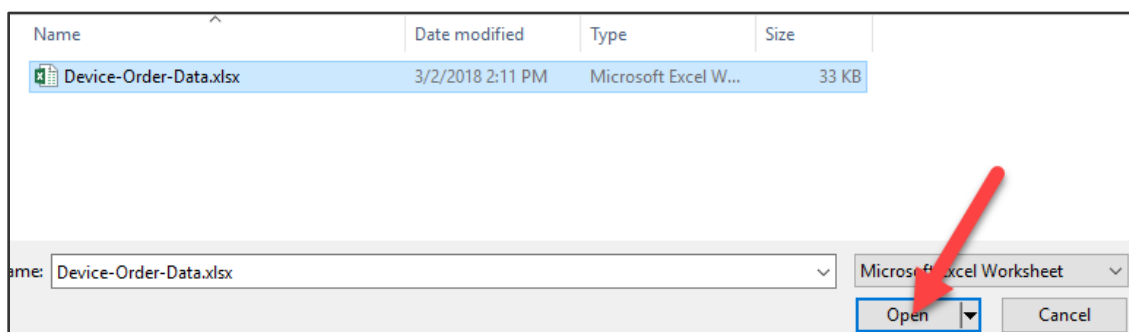 Name Date modified Type Size
Device-Order-Data.xlsx 3/2/2018 2:11 PM Microsoft Excel W... 33 KB
ame: Device-Order-Data.xlsx Microsoft Excel Worksheet
Open Cancel